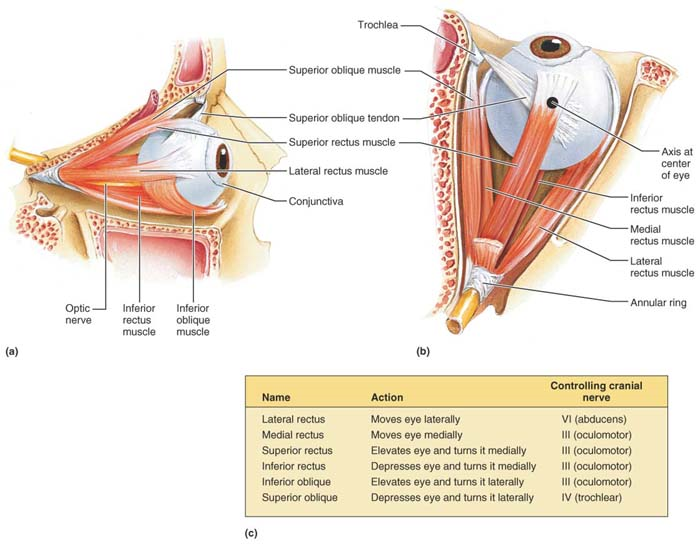 Trochlea
Superior oblique muscle
Superior oblique tendon
Superior rectus muscle
Lateral rectus muscle
Conjunctiva
Optic
nerve
Inferior
rectus
muscle
Inferior
oblique
muscle
(a)
Axis at
center
of eye
Inferior
rectus muscle
Medial
rectus muscle
Lateral
rectus muscle
Annular ring
(b)
Controlling cranial
Name Action nerve
Lateral rectus Moves eye laterally VI (abducens)
Medial rectus Moves eye medially III (oculomotor)
Superior rectus Elevates eye and turns it medially III (oculomotor)
Inferior rectus Depresses eye and turns it medially III (oculomotor)
Inferior oblique Elevates eye and turns it laterally III (oculomotor)
Superior oblique Depresses eye and turns it laterally IV (trochlear)
(c)